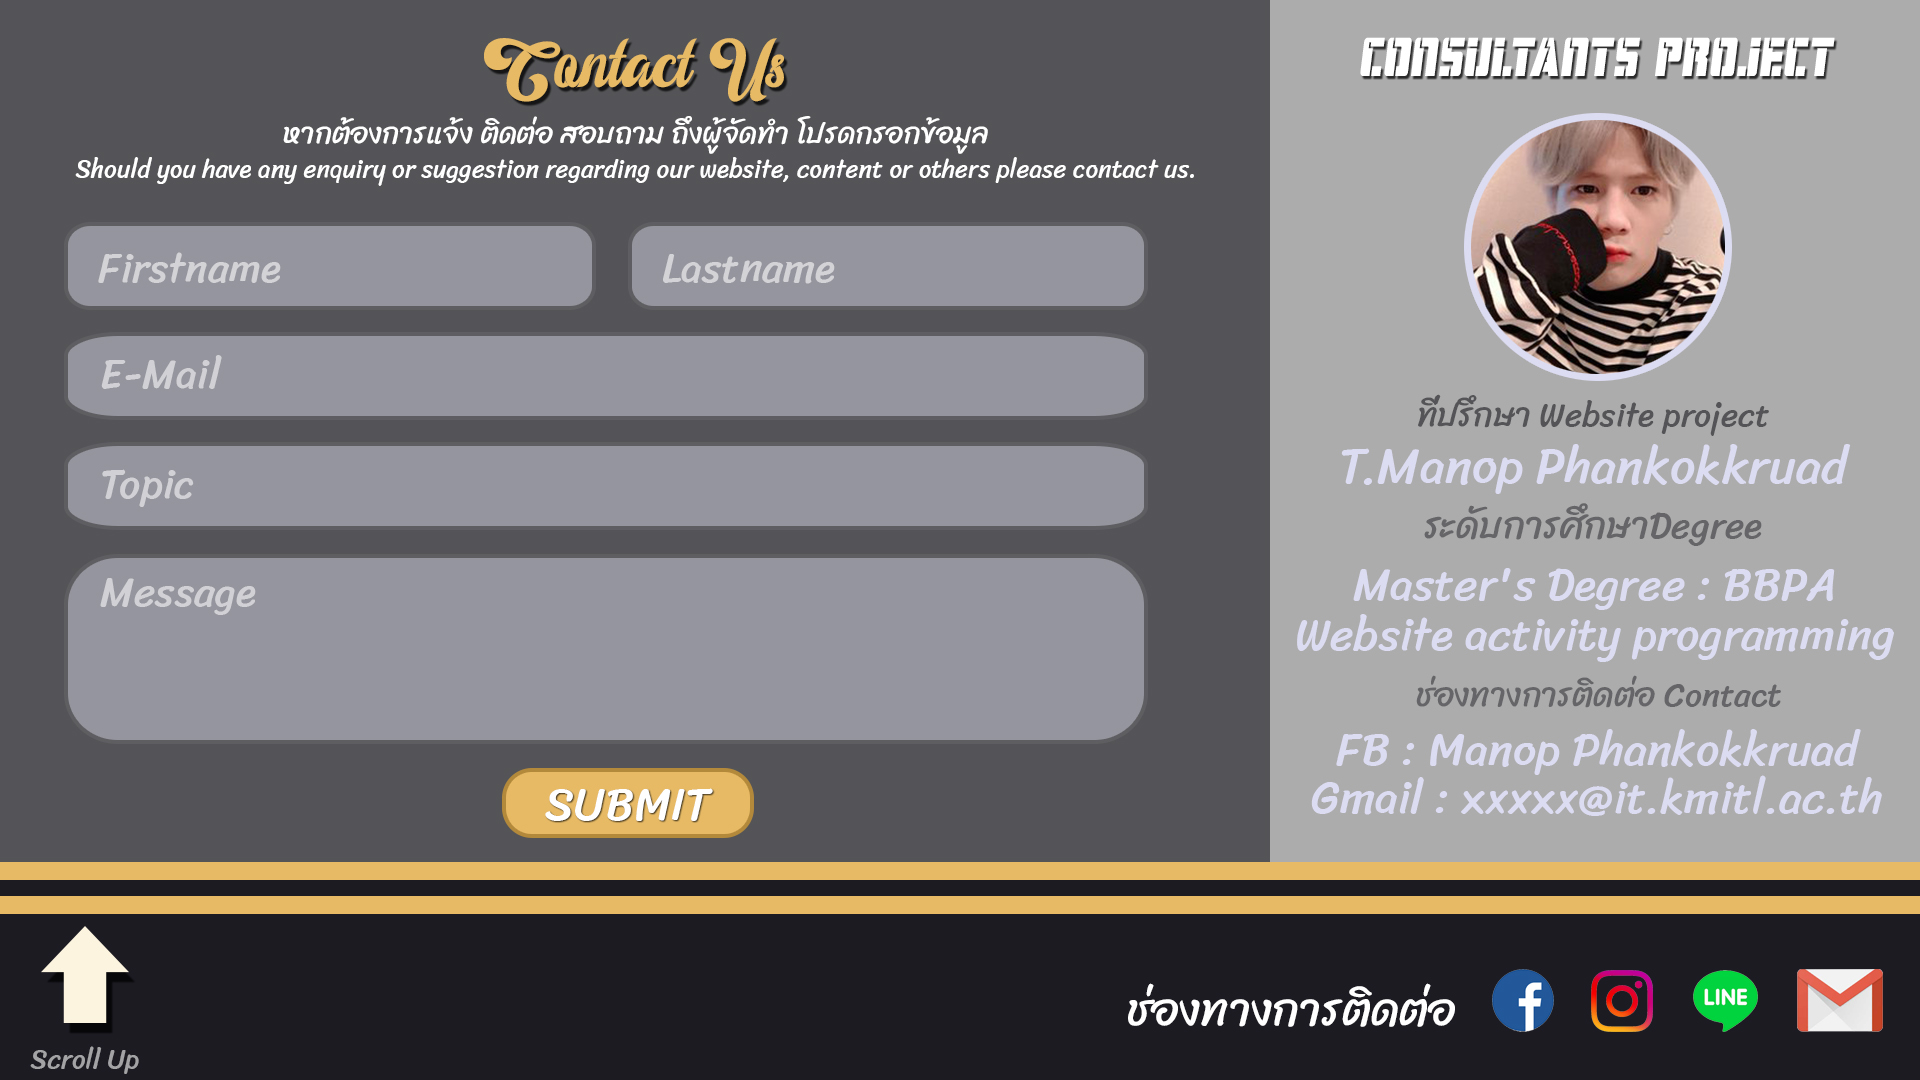 Contact Us
หากต้องการแจ้ง ติดต่อ สอบถาม ถึงผู้จัดทำ โปรดกรอกข้อมูล
Should you have any enquiry or suggestion regarding our website, content or others please contact us.
Firstname
Lastname
E-Mail
Topic
Message
SUBMIT
CONSULTANTS PROJECT
ที่ปรึกษา Website project
T.Manop Phankokkruad
ระดับการศึกษาDegree
Master's Degree : BBPA
Website activity programming
ช่องทางการติดต่อ Contact
FB : Manop Phankokkruad
Gmail : xxxxx@it.kmitl.ac.th
Scroll Up
ช่องทางการติดต่อ
LINE